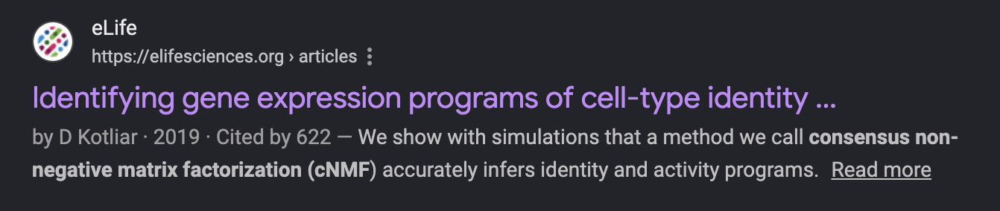 eLife
https://elifesciences.org › articles
Identifying gene expression programs of cell-type identity ...
by D Kotliar · 2019 · Cited by 622 — We show with simulations that a method we call consensus non-
negative matrix factorization (cNMF) accurately infers identity and activity programs. Read more